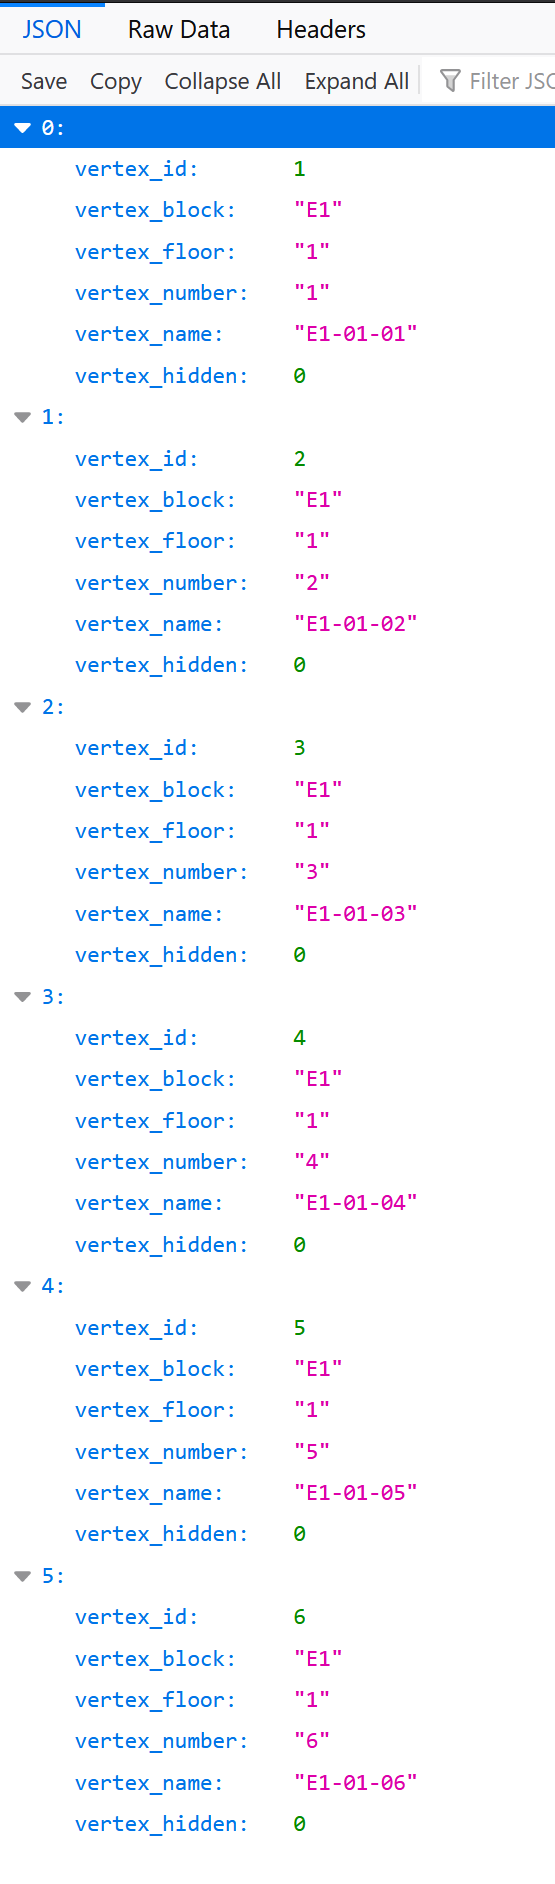 JSON Raw Data Headers
Save Copy Collapse All Expand All Filter JSO
0:
vertex_id: 1
vertex_block: "E1"
vertex_floor: "1"
vertex_number: "1"
vertex_name: "E1-01-01"
vertex_hidden: 0
1:
vertex_id: 2
vertex_block: "E1"
vertex_floor: "1"
vertex_number: "2"
vertex_name: "E1-01-02"
vertex_hidden: 0
2:
vertex_id: 3
vertex_block: "E1"
vertex_floor: "1"
vertex_number: "3"
vertex_name: "E1-01-03"
vertex_hidden: 0
3:
vertex_id: 4
vertex_block: "E1"
vertex_floor: "1"
vertex_number: "4"
vertex_name: "E1-01-04"
vertex_hidden: 0
4:
vertex_id: 5
vertex_block: "E1"
vertex_floor: "1"
vertex_number: "5"
vertex_name: "E1-01-05"
vertex_hidden: 0
5:
vertex_id: 6
vertex_block: "E1"
vertex_floor: "1"
vertex_number: "6"
vertex_name: "E1-01-06"
vertex_hidden: 0